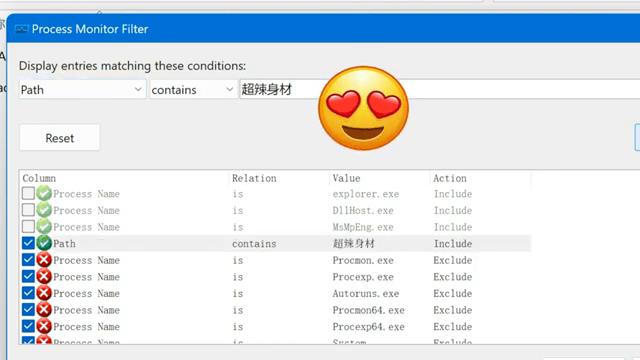 Process Monitor Filter
Display entries matching these conditions:
Path contains 超辣身材
Reset
Column Relation Value Action
Process Name is explorer.exe Include
Process Name is DllHost.exe Include
Process Name is MsMpEng.exe Include
Path contains 超辣身材 Include
Process Name is Procmon.exe Exclude
Process Name is Procexp.exe Exclude
Process Name is Autoruns.exe Exclude
Process Name is Procmon64.exe Exclude
Process Name is Procexp64.exe Exclude
Process Name is System Exclude